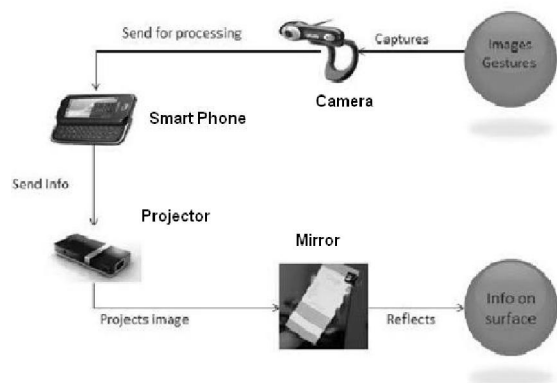 Send for processing
Captures
Images
Gestures
Camera
Smart Phone
Send Info
Projector
Mirror
Projects image
Reflects
Info on
surface